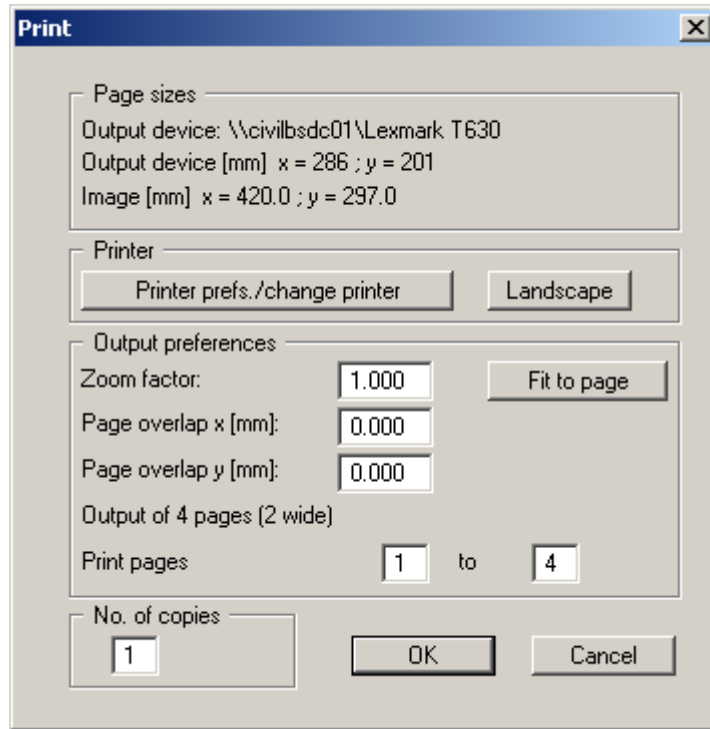 Print
Page sizes
Output device: \\civilbsdc01\Lexmark T630
Output device [mm]  x = 286 ; y = 201
Image [mm]  x = 420.0 ; y = 297.0
Printer
Printer prefs./change printer
Landscape
Output preferences
Zoom factor: 1.000 Fit to page
Page overlap x [mm]: 0.000
Page overlap y [mm]: 0.000
Output of 4 pages (2 wide)
Print pages 1 to 4
No. of copies
1
OK
Cancel